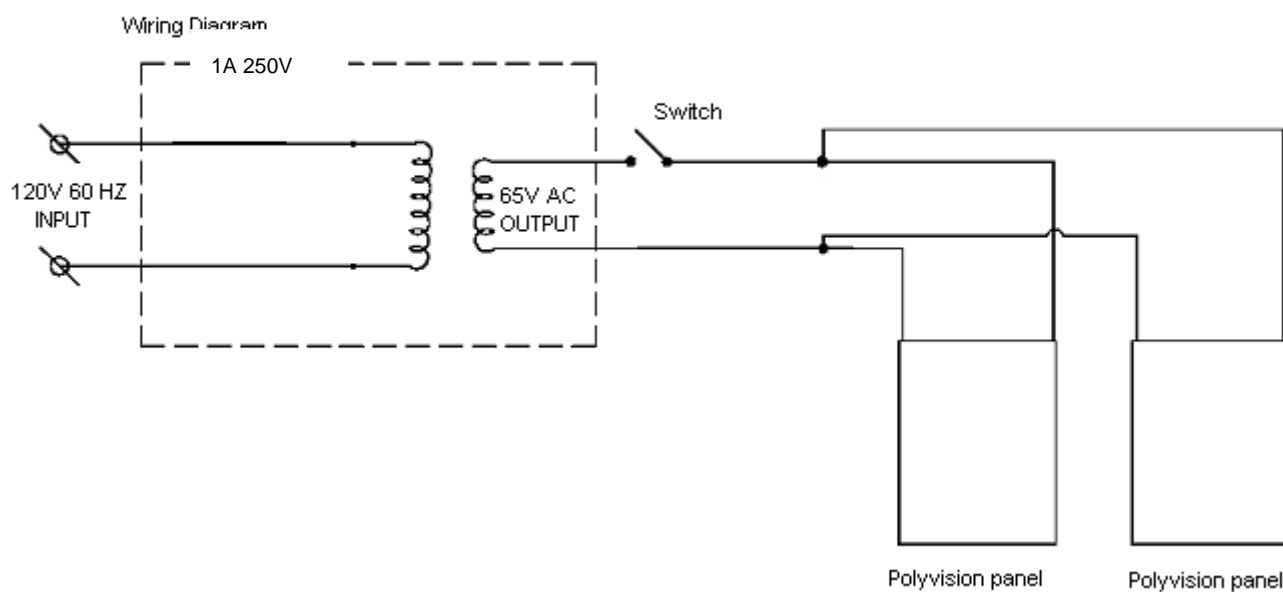 Wiring Diagram
1A 250V
Switch
120V 60 HZ
INPUT
65V AC
OUTPUT
Polyvision panel
Polyvision panel